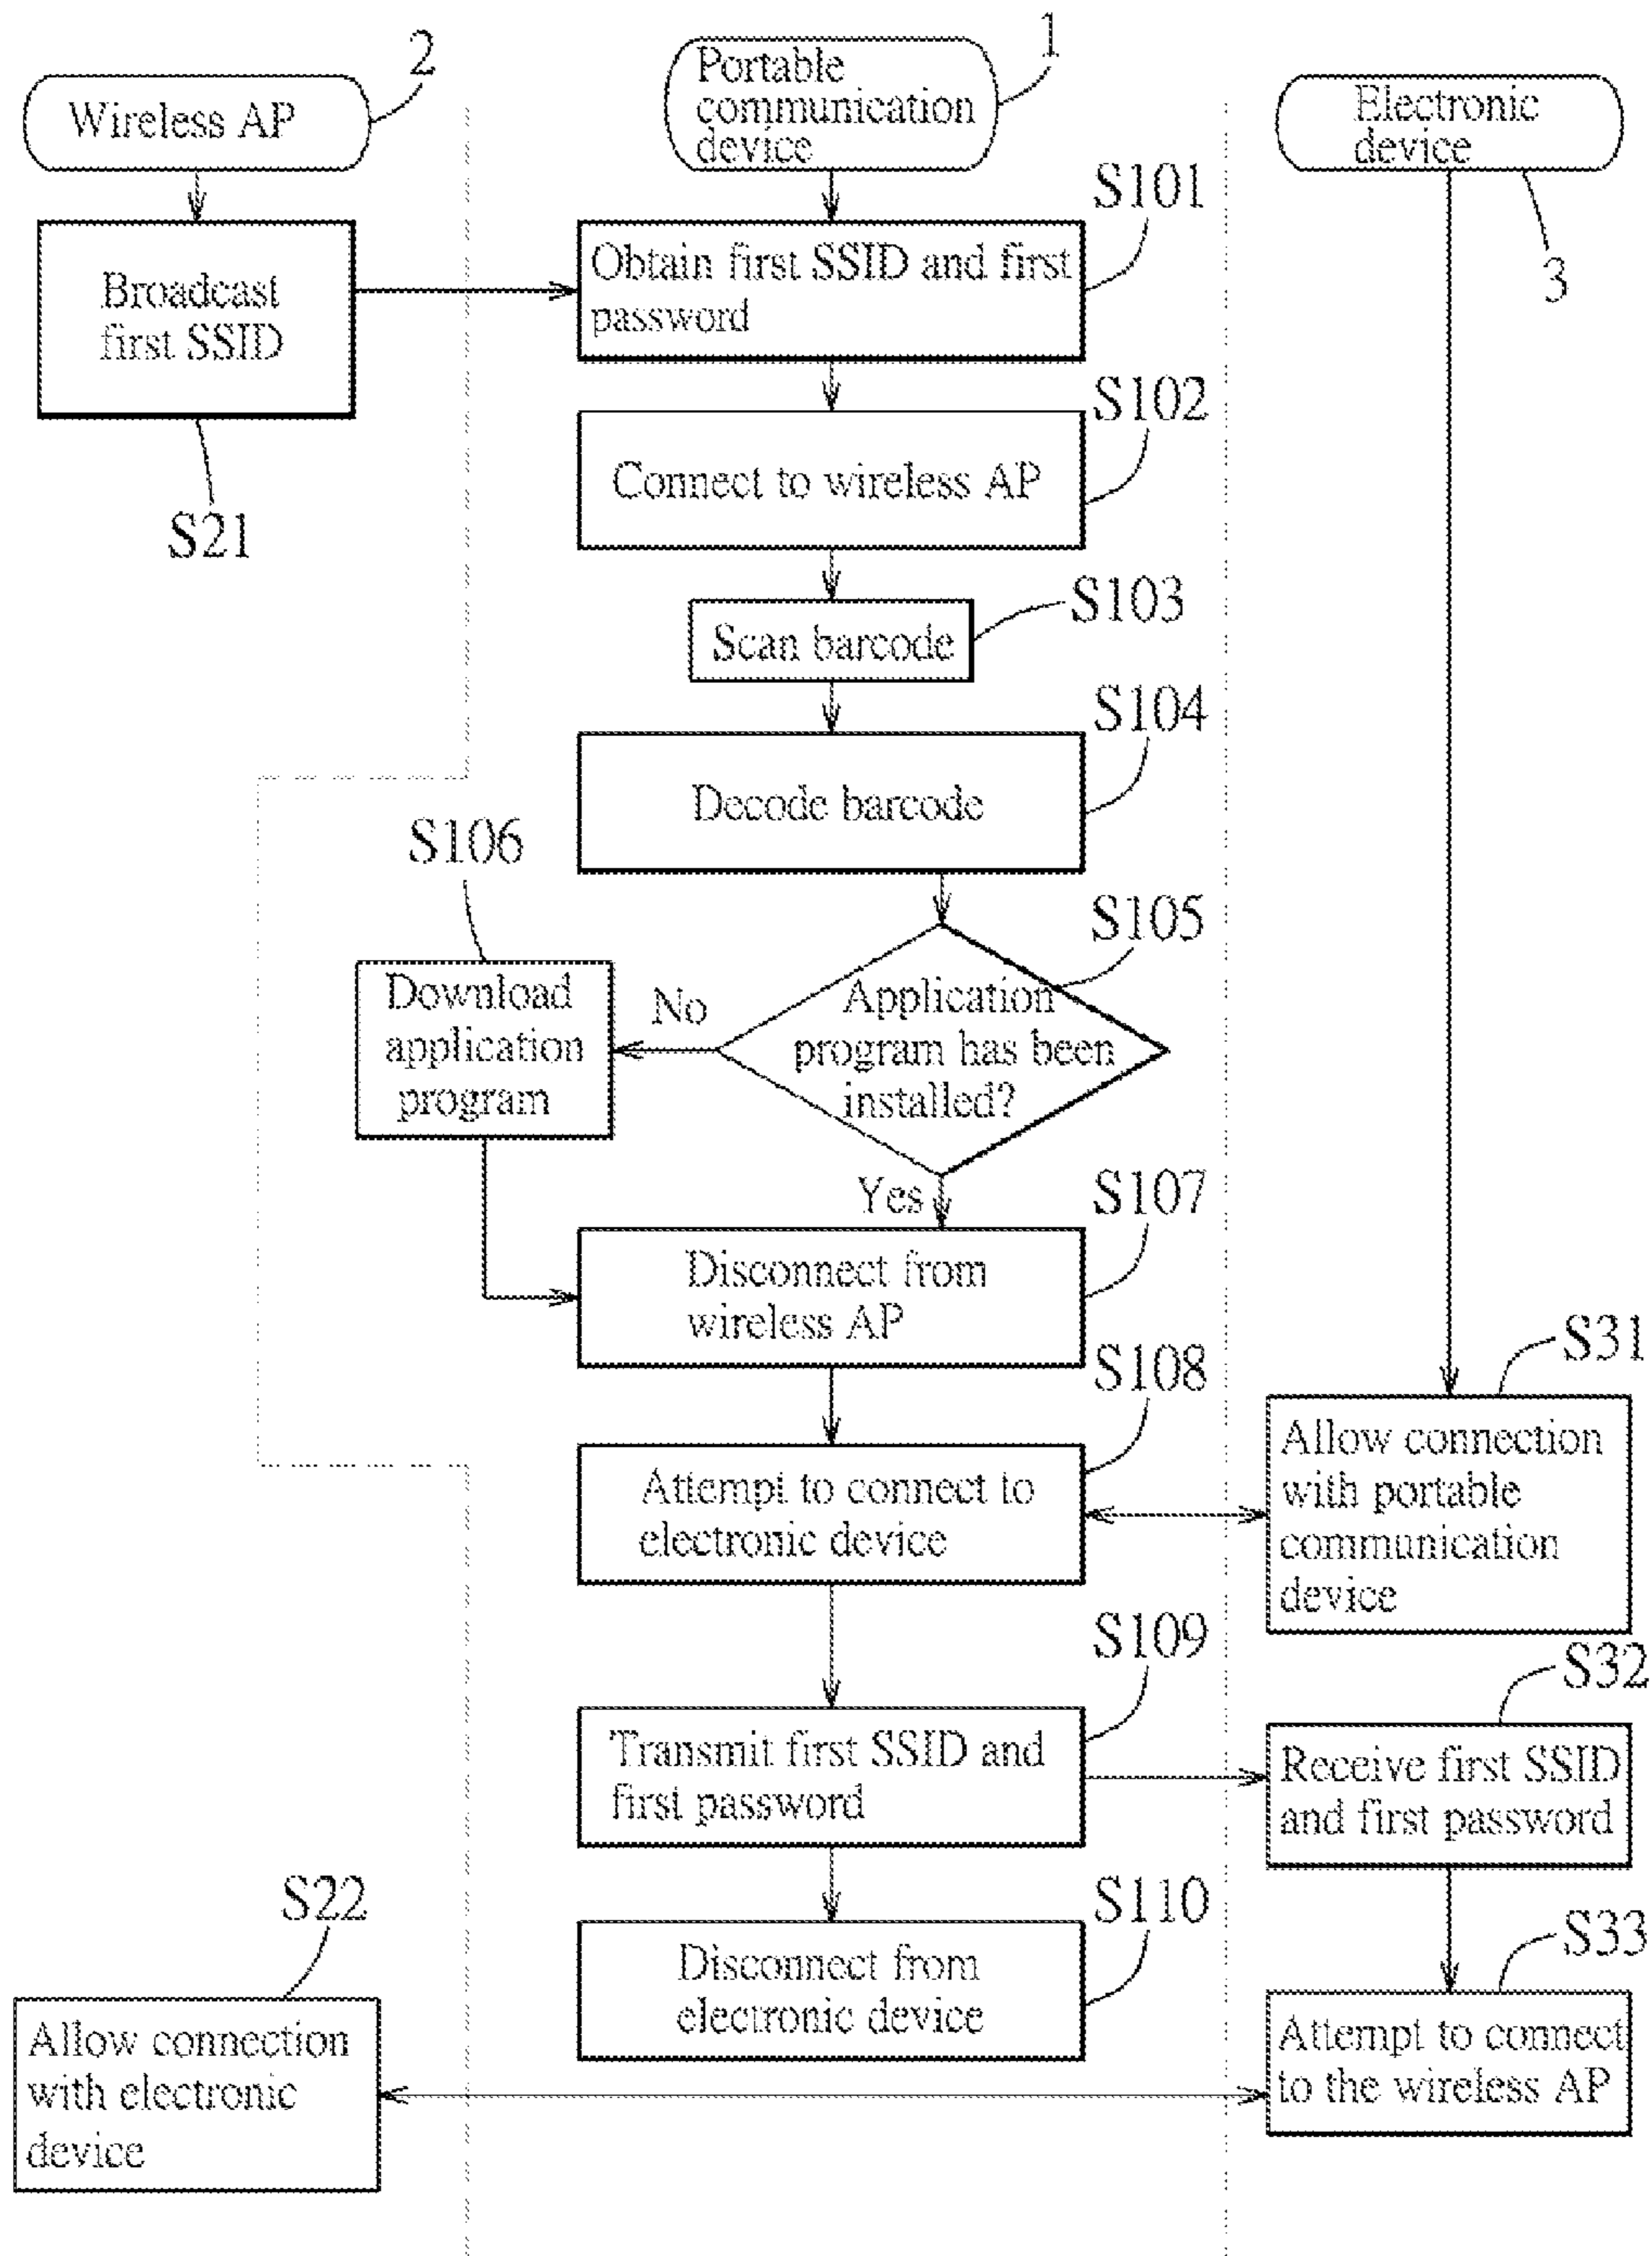 2
Wireless AP
1
Portable
communication
device
Electronic
device
3
S101
Obtain first SSID and first
password
Broadcast
first SSID
S21
S102
Connect to wireless AP
S103
Scan barcode
S104
Decode barcode
S106
Download
application
program
S105
No
Application
program has been
installed?
Yes
S107
Disconnect from
wireless AP
S108
Attempt to connect to
electronic device
S31
Allow connection
with portable
communication
device
S109
Transmit first SSID and
first password
S32
Receive first SSID
and first password
S110
Disconnect from
electronic device
S33
Attempt to connect
to the wireless AP
S22
Allow connection
with electronic
device